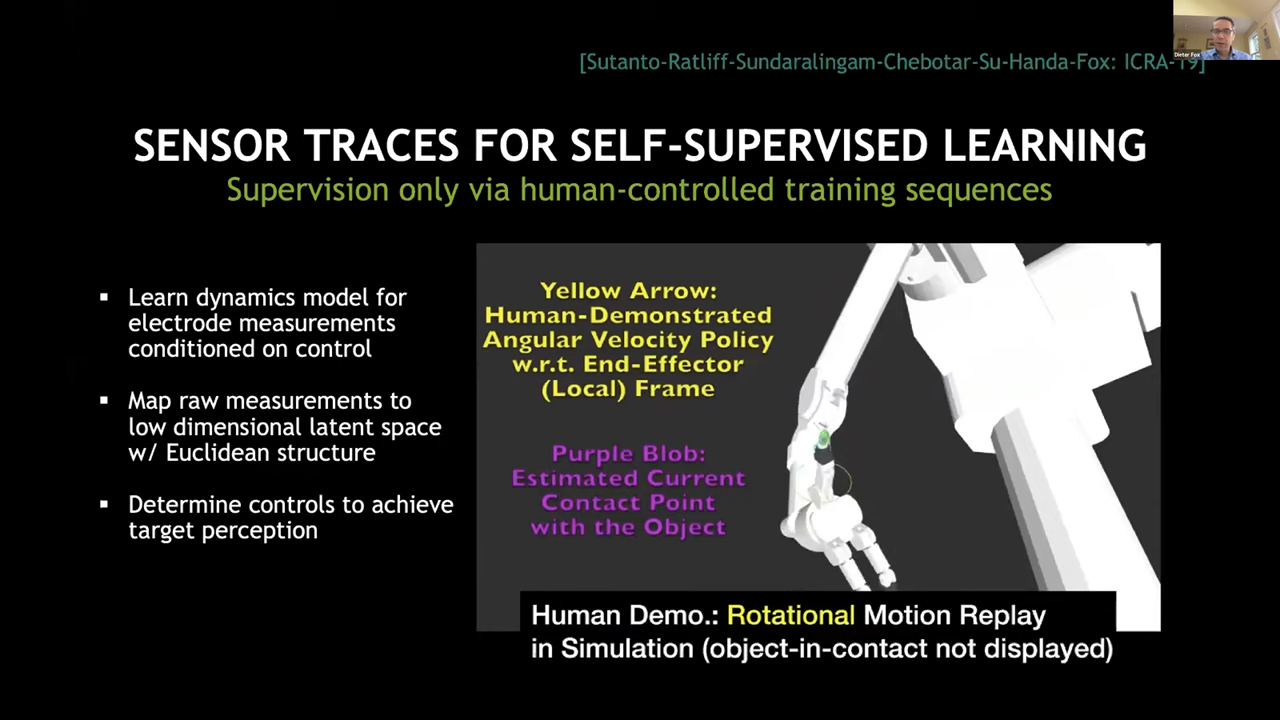 Dieter Fox
[Sutanto-Ratliff-Sundaralingam-Chebotar-Su-Handa-Fox: ICRA-19]
SENSOR TRACES FOR SELF-SUPERVISED LEARNING
Supervision only via human-controlled training sequences
▪ Learn dynamics model for
electrode measurements
conditioned on control
▪ Map raw measurements to
low dimensional latent space
w/ Euclidean structure
▪ Determine controls to achieve
target perception
Yellow Arrow:
Human-Demonstrated
Angular Velocity Policy
w.r.t. End-Effector
(Local) Frame
Purple Blob:
Estimated Current
Contact Point
with the Object
Human Demo.: Rotational Motion Replay
in Simulation (object-in-contact not displayed)